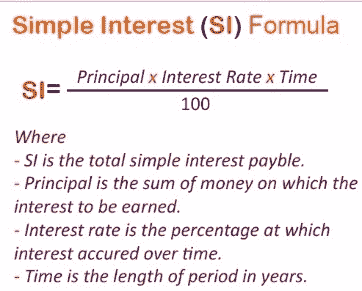 Simple Interest (SI) Formula
SI= Principal x Interest Rate x Time
100
Where
- SI is the total simple interest payble.
- Principal is the sum of money on which the
interest to be earned.
- Interest rate is the percentage at which
interest accured over time.
- Time is the length of period in years.